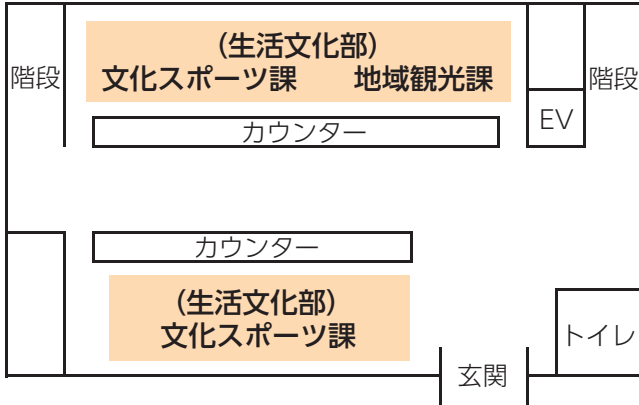 (生活文化部)
文化スポーツ課 地域観光課
階段
階段
カウンター
EV
カウンター
(生活文化部)
文化スポーツ課
トイレ
玄関